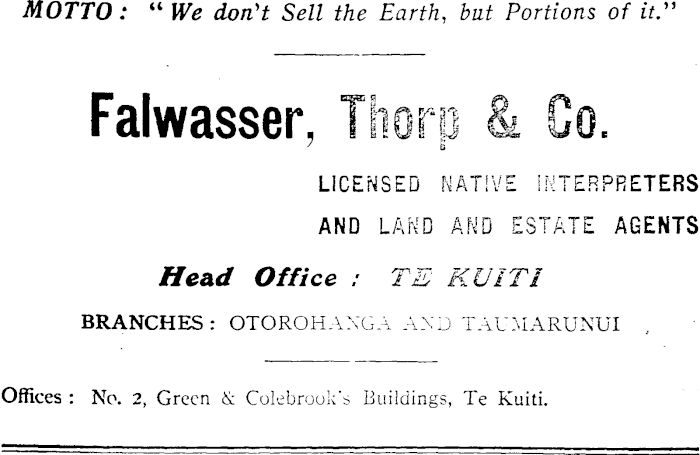 MOTTO: "We don't Sell the Earth, but Portions of it."
Falwasser, Thorp & Co.
LICENSED NATIVE INTERPRETERS
AND LAND AND ESTATE AGENTS
Head Office: TE KUITI
BRANCHES: OTOROHANGA AND TAUMARUNUI
Offices: No. 2, Green & Colebrook's Buildings, Te Kuiti.